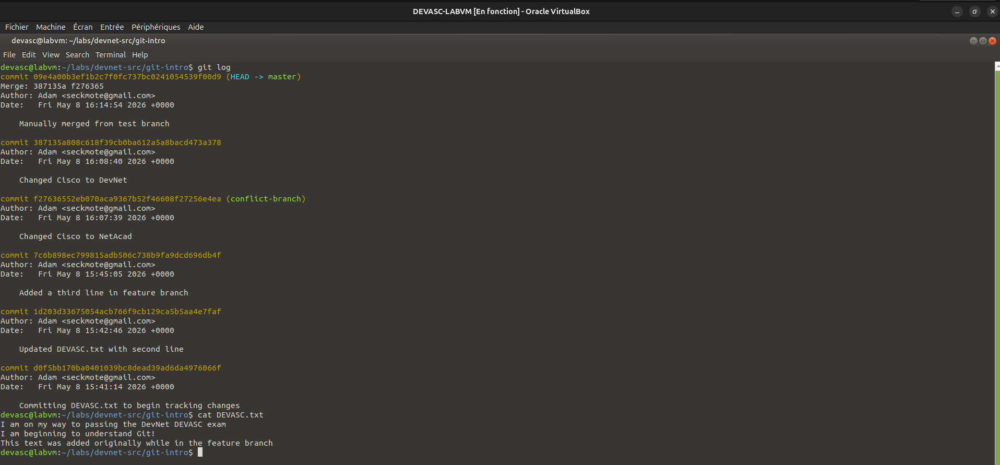 DEVASC-LABVM [En fonction] - Oracle VirtualBox
Fichier Machine Écran Entrée Périphériques Aide
devasc@labvm: ~/labs/devnet-src/git-intro
File Edit View Search Terminal Help
devasc@labvm:~/labs/devnet-src/git-intro$ git log
commit 09e4a00b3ef1b2c7f0fc737bc0241054539f00d9 (HEAD -> master)
Merge: 387135a f276365
Author: Adam <seckmote@gmail.com>
Date:   Fri May 8 16:14:54 2026 +0000
    Manually merged from test branch
commit 387135a808c618f39cb0ba612a5a8bacd473a378
Author: Adam <seckmote@gmail.com>
Date:   Fri May 8 16:08:40 2026 +0000
    Changed Cisco to DevNet
commit f27636552eb070aca9367b52f46608f27256e4ea (conflict-branch)
Author: Adam <seckmote@gmail.com>
Date:   Fri May 8 16:07:39 2026 +0000
    Changed Cisco to NetAcad
commit 7c6b898ec799815adb506c738b9fa9dcd696db4f
Author: Adam <seckmote@gmail.com>
Date:   Fri May 8 15:45:05 2026 +0000
    Added a third line in feature branch
commit 1d203d33675054acb766f9cb129ca5b5aa4e7faf
Author: Adam <seckmote@gmail.com>
Date:   Fri May 8 15:42:46 2026 +0000
    Updated DEVASC.txt with second line
commit d0f5bb170ba0401039bc8dead39ad6da4976066f
Author: Adam <seckmote@gmail.com>
Date:   Fri May 8 15:41:14 2026 +0000
    Committing DEVASC.txt to begin tracking changes
devasc@labvm:~/labs/devnet-src/git-intro$ cat DEVASC.txt
I am on my way to passing the DevNet DEVASC exam
I am beginning to understand Git!
This text was added originally while in the feature branch
devasc@labvm:~/labs/devnet-src/git-intro$